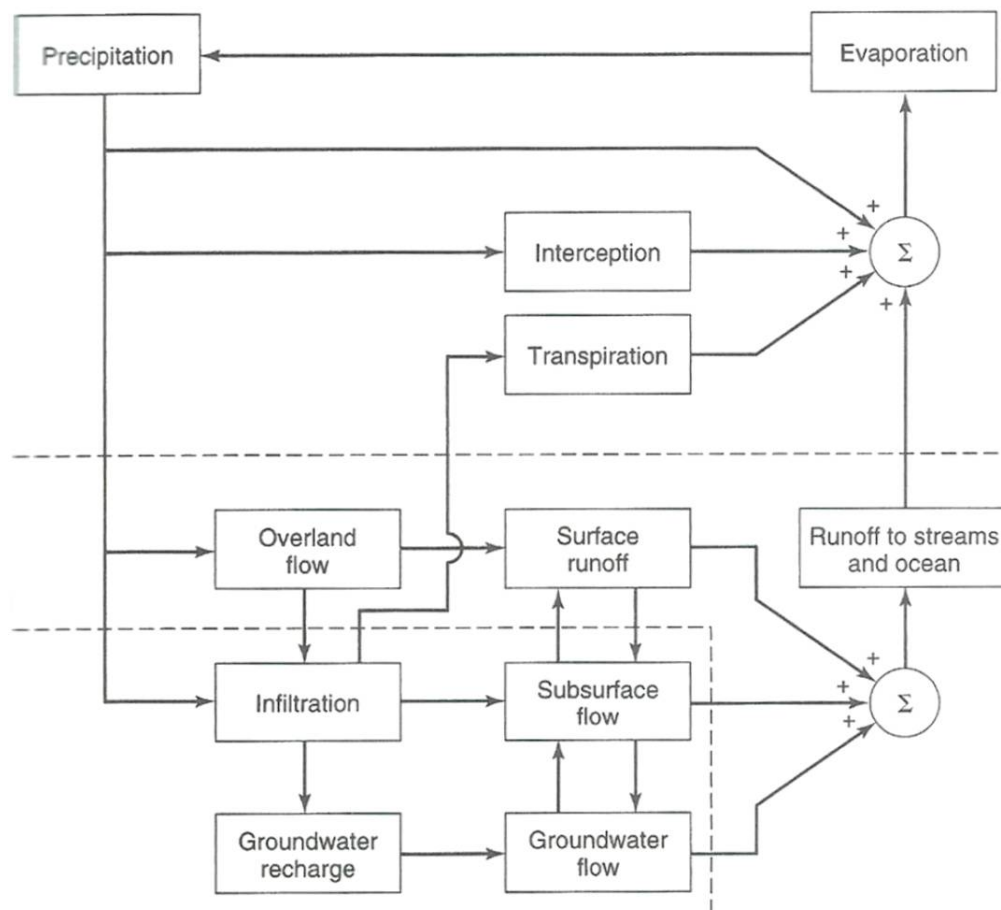 Precipitation
Evaporation
+
Interception
+
Σ
+
+
Transpiration
Overland
flow
Surface
runoff
Runoff to streams
and ocean
+
Infiltration
Subsurface
flow
+
Σ
+
Groundwater
recharge
Groundwater
flow